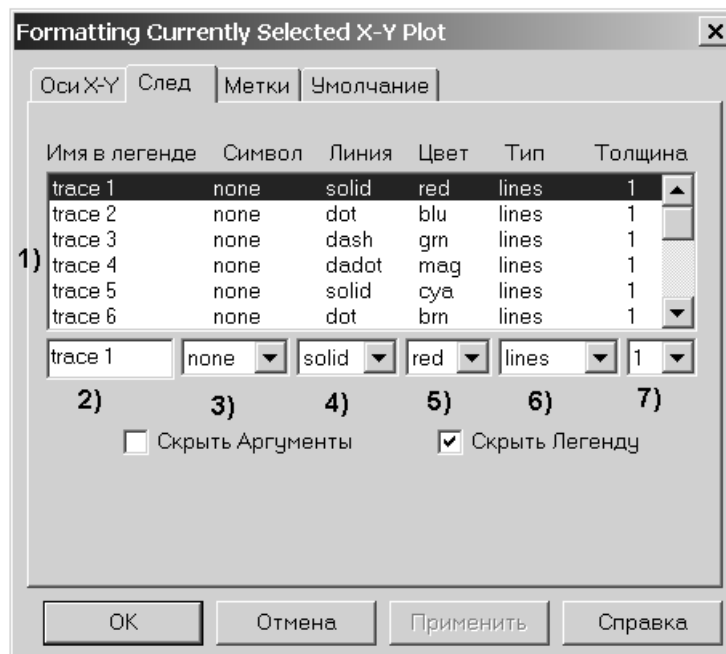 Formatting Currently Selected X-Y Plot
Оси X-Y След Метки Умолчание
Имя в легенде Символ Линия Цвет Тип Толщина
trace 1 none solid red lines 1
trace 2 none dot blu lines 1
trace 3 none dash grn lines 1
1) trace 4 none dadot mag lines 1
trace 5 none solid cya lines 1
trace 6 none dot brn lines 1
trace 1 none solid red lines 1
2) 3) 4) 5) 6) 7)
Скрыть Аргументы Скрыть Легенду
OK Отмена Применить Справка